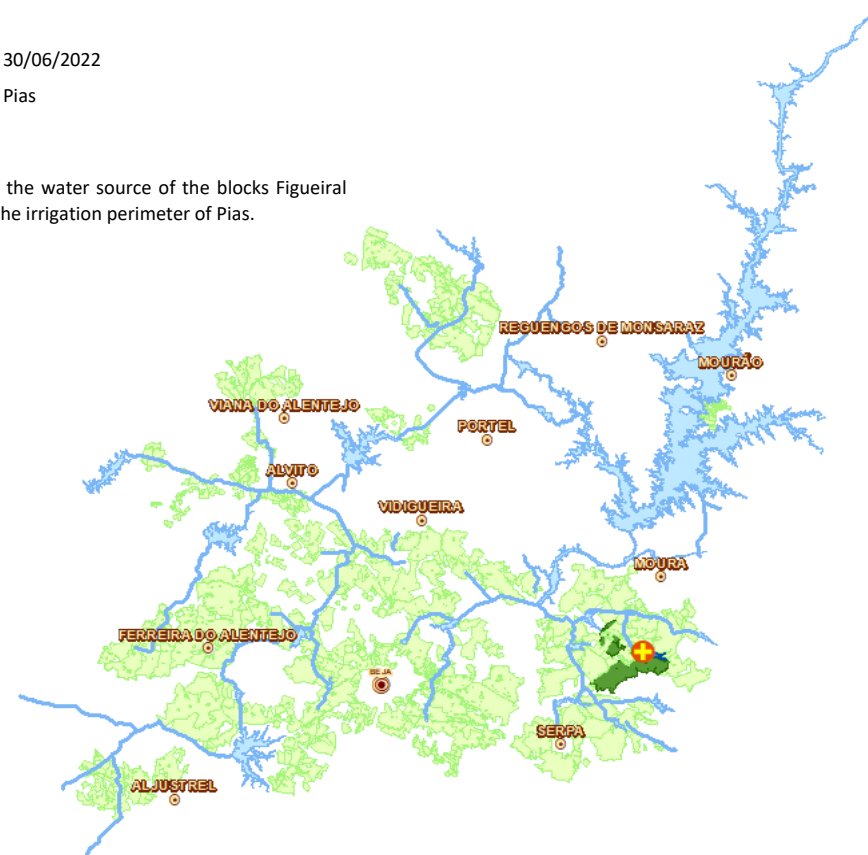 30/06/2022
Pias
the water source of the blocks Figueiral
he irrigation perimeter of Pias.
REGUENGOS DE MONSARAZ
MOURÃO
VIANA DO ALENTEJO
PORTEL
ALVITO
VIDIGUEIRA
MOURA
FERREIRA DO ALENTEJO
BEJA
SERPA
ALJUSTREL